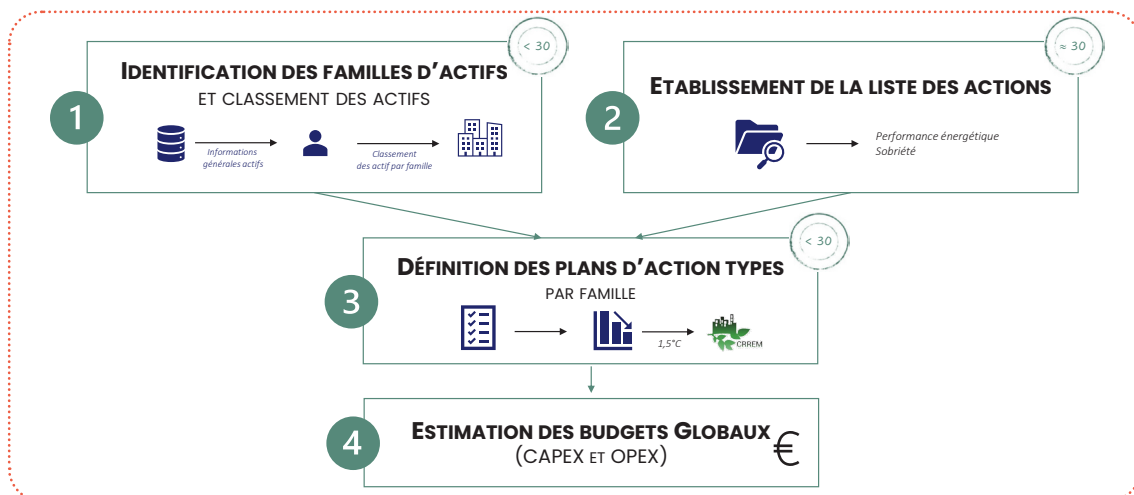 < 30
IDENTIFICATION DES FAMILLES D'ACTIFS
ET CLASSEMENT DES ACTIFS
1
Informations
générales actifs
Classement
des actif par famille
≈ 30
ETABLISSEMENT DE LA LISTE DES ACTIONS
2
Performance énergétique
Sobriété
< 30
DÉFINITION DES PLANS D'ACTION TYPES
PAR FAMILLE
3
1,5°C
CRREM
4
ESTIMATION DES BUDGETS GLOBAUX
(CAPEX ET OPEX)
€